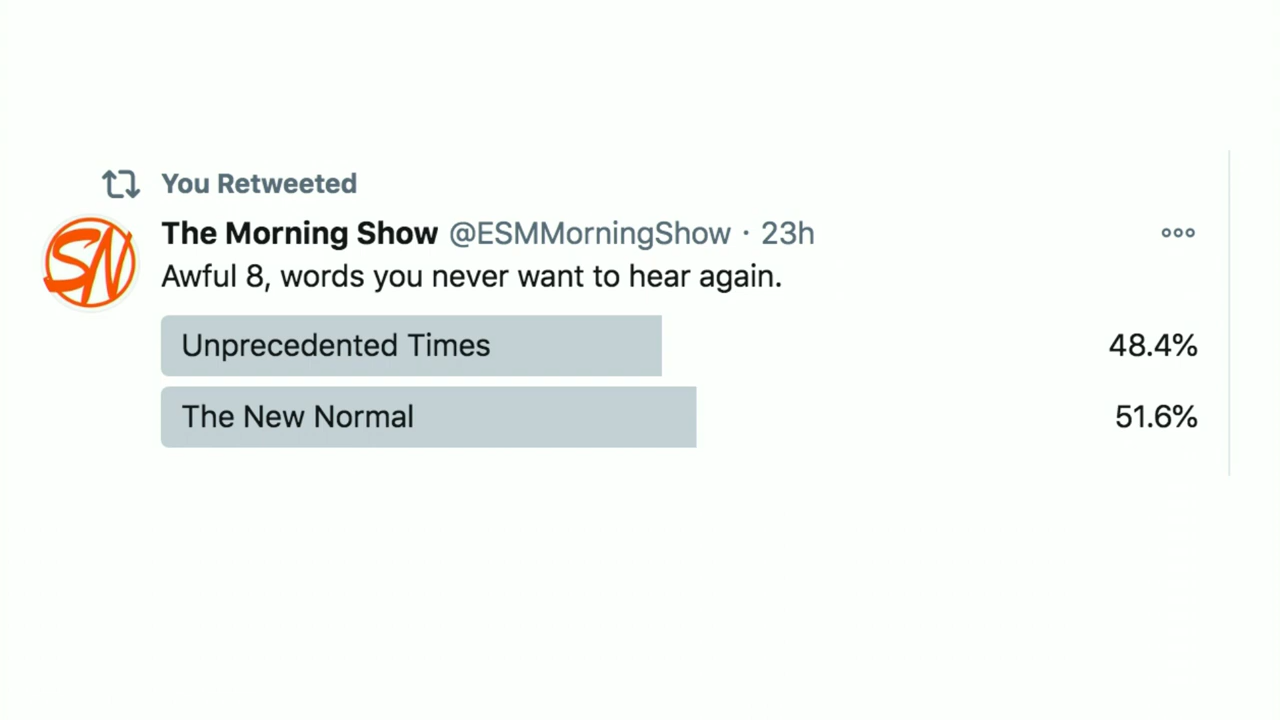 You Retweeted
SN
The Morning Show @ESMMorningShow · 23h
Awful 8, words you never want to hear again.
Unprecedented Times 48.4%
The New Normal 51.6%